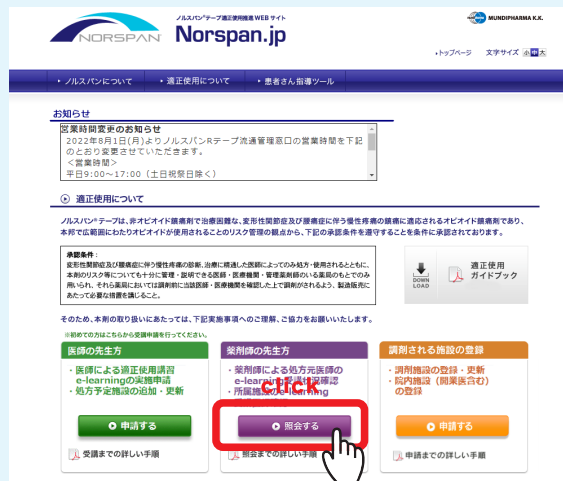 ノルスパン®テープ適正使用推進 WEB サイト
NORSPAN
Norspan.jp
MUNDIPHARMA K.K.
トップページ 文字サイズ 小 中 大
ノルスパンについて
適正使用について
患者さん指導ツール
お知らせ
営業時間変更のお知らせ
2022年8月1日(月)よりノルスパンRテープ流通管理窓口の営業時間を下記
のとおり変更させていただきます。
＜営業時間＞
平日9:00～17:00（土日祝祭日除く）
適正使用について
ノルスパン®テープは、非オピオイド鎮痛剤で治療困難な、変形性関節症及び腰痛症に伴う慢性疼痛の鎮痛に適応されるオピオイド鎮痛剤であり、
本邦で広範囲にわたりオピオイドが使用されることのリスク管理の観点から、下記の承認条件を遵守することを条件に承認されております。
承認条件：
変形性関節症及び腰痛症に伴う慢性疼痛の診断、治療に精通した医師によってのみ処方・使用されるとともに、
本剤のリスク等についても十分に管理・説明できる医師・医療機関・管理薬剤師のいる薬局のもとでのみ
用いられ、それら薬局においては調剤前に当該医師・医療機関を確認した上で調剤がなされるよう、製造販売に
あたって必要な措置を講じること。
DOWN
LOAD
適正使用
ガイドブック
そのため、本剤の取り扱いにあたっては、下記実施事項へのご理解、ご協力をお願いいたします。
※初めての方はこちらから受講申請を行ってください。
医師の先生方
・医師による適正使用講習
e-learningの実施申請
・処方予定施設の追加・更新
申請する
受講までの詳しい手順
薬剤師の先生方
・薬剤師による処方元医師の
e-learning受講状況確認
・所属施設のe-learning
click
照会する
照会までの詳しい手順
調剤される施設の登録
・調剤施設の登録・更新
・院内施設（開業医含む）
の登録
申請する
申請までの詳しい手順